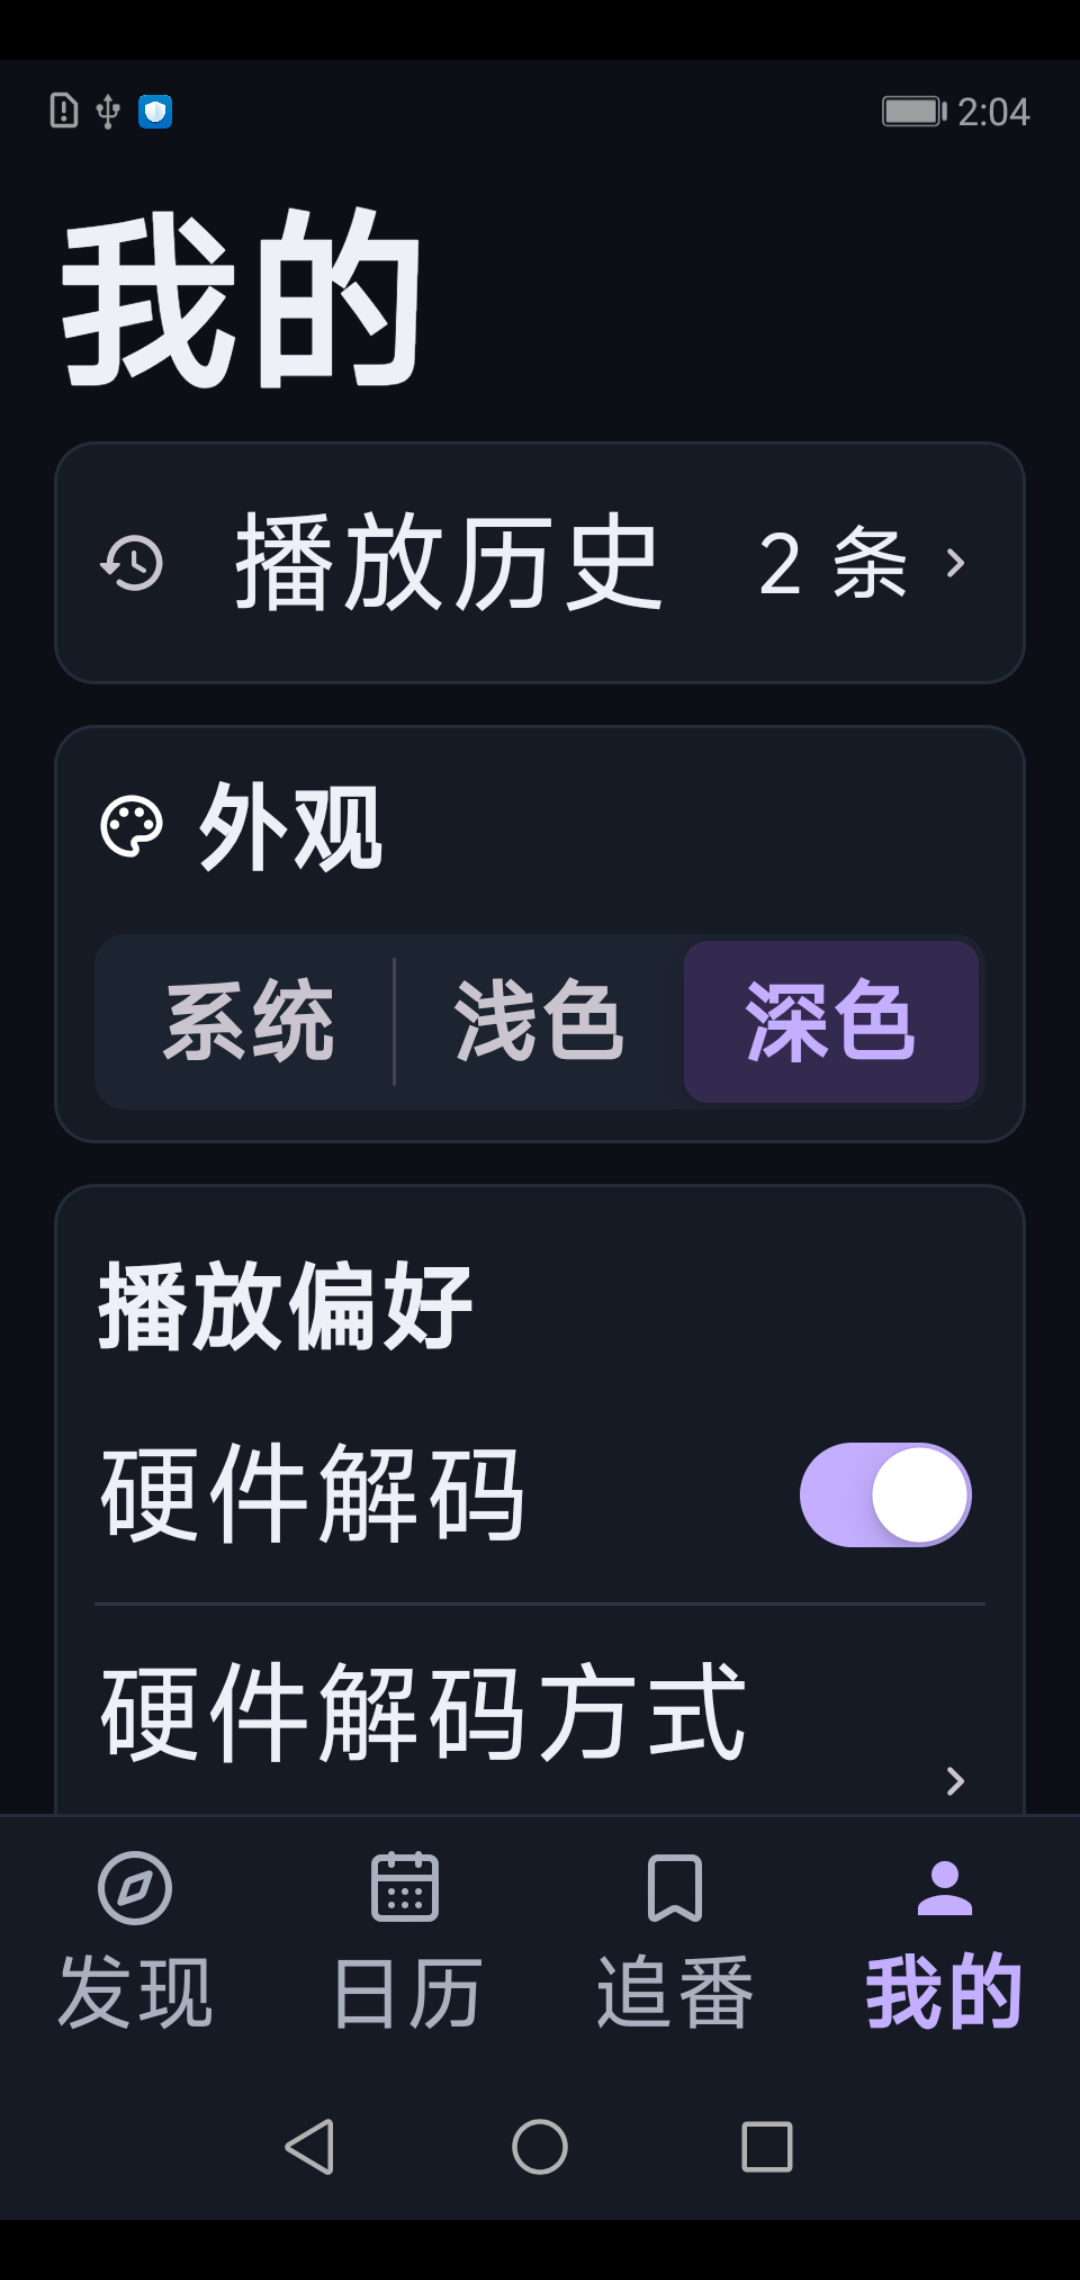 2:04
我的
播放历史 2 条
外观
系统 浅色 深色
播放偏好
硬件解码
硬件解码方式
发现 日历 追番 我的